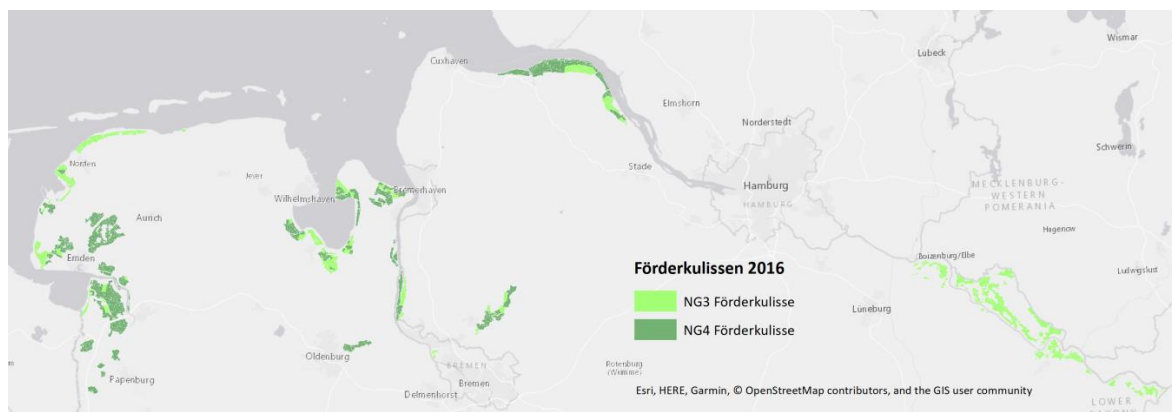 Wismar
Lubeck
Cuxhaven
Elmshorn
Norderstedt
Schwerin
Norden
Jever
Stade
Hamburg
HAMBURG
MECKLENBURG-
WESTERN
POMERANIA
Wilhelmshaven
Bremerhaven
Aurich
Hagenow
Emden
Boizenburg/Elbe
Ludwigslust
Förderkulissen 2016
NG3 Förderkulisse
NG4 Förderkulisse
Lüneburg
Oldenburg
BREMEN
Rotenburg
(Wümme)
Papenburg
Bremen
Delmenhorst
Esri, HERE, Garmin, © OpenStreetMap contributors, and the GIS user community
LOWER